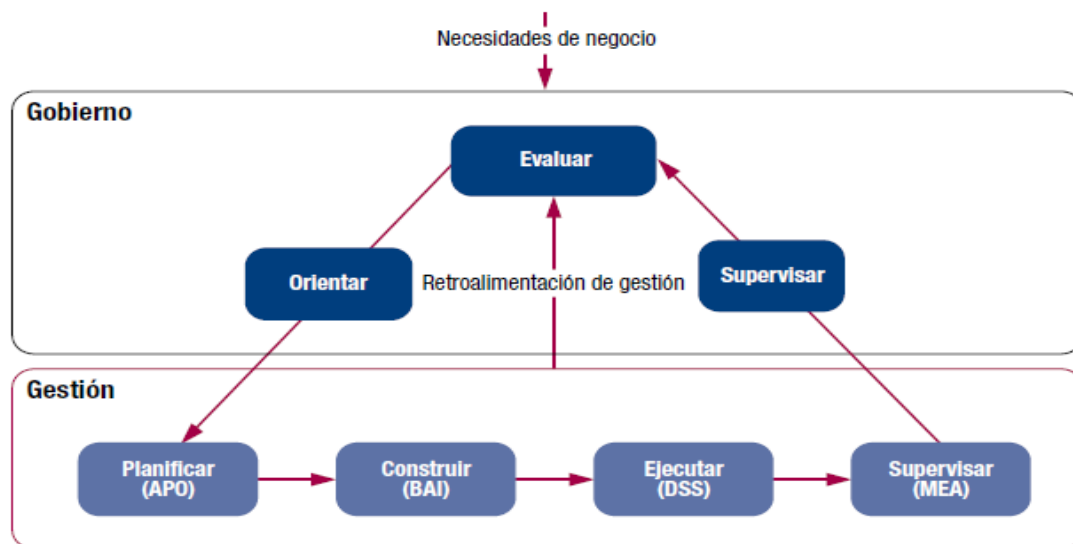 Necesidades de negocio
Gobierno
Evaluar
Orientar
Retroalimentación de gestión
Supervisar
Gestión
Planificar
(APO)
Construir
(BAI)
Ejecutar
(DSS)
Supervisar
(MEA)